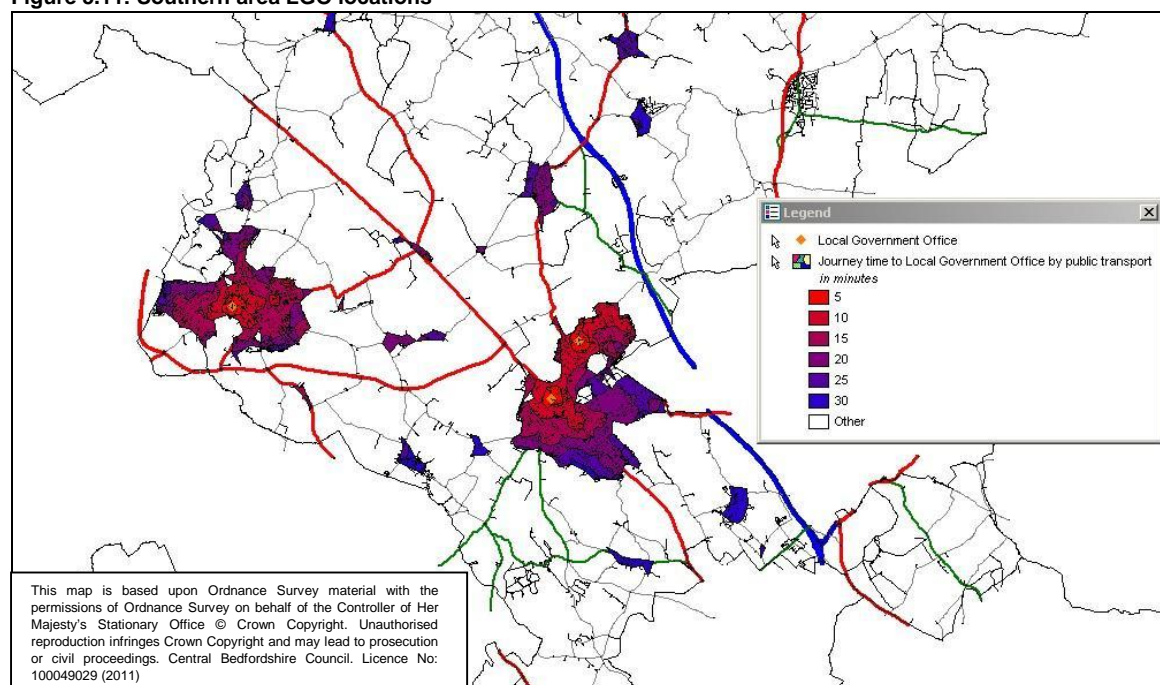 Figure 6.11: Southern area LGO locations
Legend
Local Government Office
Journey time to Local Government Office by public transport
in minutes
5
10
15
20
25
30
Other
This map is based upon Ordnance Survey material with the
permissions of Ordnance Survey on behalf of the Controller of Her
Majesty's Stationary Office © Crown Copyright. Unauthorised
reproduction infringes Crown Copyright and may lead to prosecution
or civil proceedings. Central Bedfordshire Council. Licence No:
100049029 (2011)